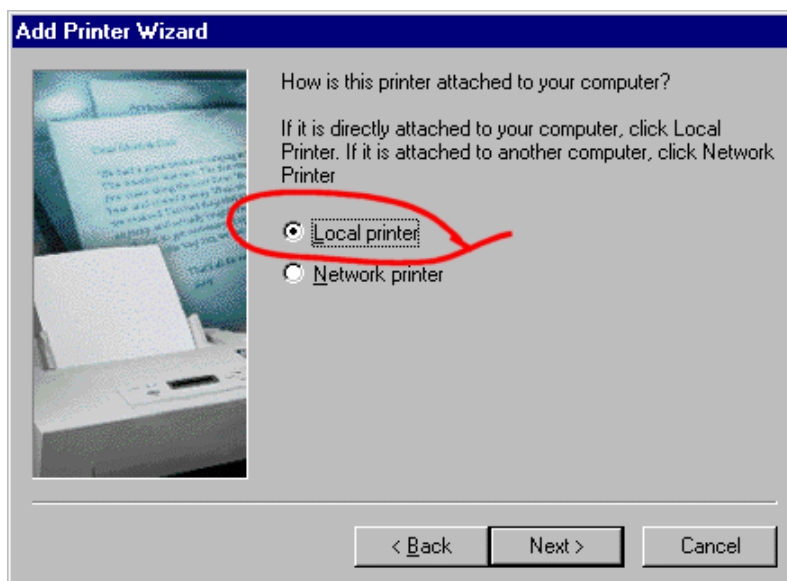 Add Printer Wizard
How is this printer attached to your computer?
If it is directly attached to your computer, click Local
Printer. If it is attached to another computer, click Network
Printer
Local printer
Network printer
< Back
Next >
Cancel